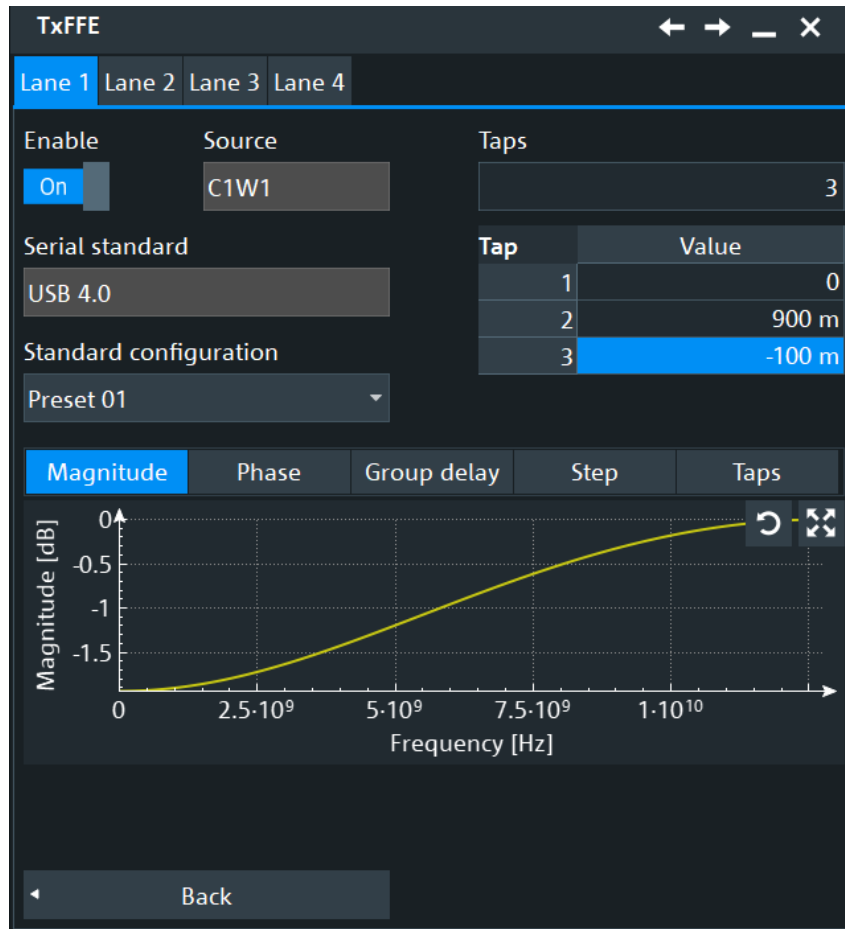 TxFFE
Lane 1 Lane 2 Lane 3 Lane 4
Enable Source Taps
On C1W1 3
Serial standard Tap Value
USB 4.0 1 0
2 900 m
Standard configuration 3 -100 m
Preset 01
Magnitude Phase Group delay Step Taps
Magnitude [dB]
0
-0.5
-1
-1.5
0 2.5·10⁹ 5·10⁹ 7.5·10⁹ 1·10¹⁰
Frequency [Hz]
Back